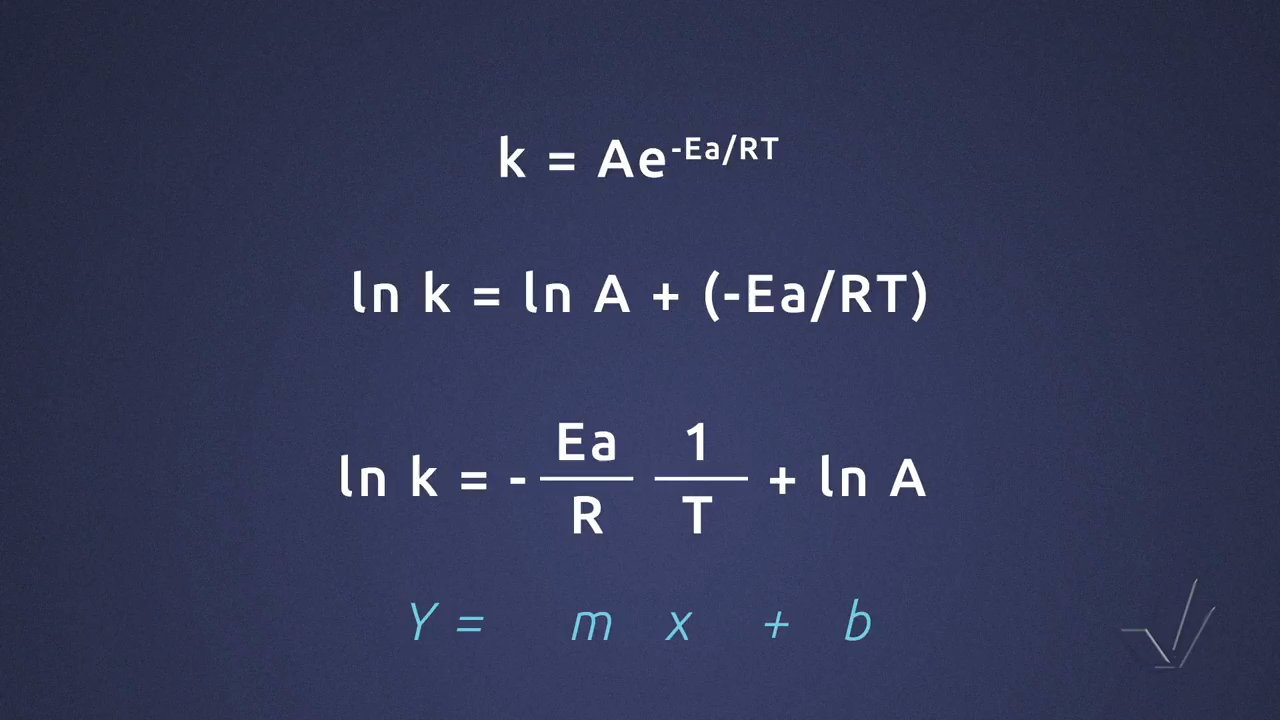 k = Ae^-Ea/RT
ln k = ln A + (-Ea/RT)
ln k = - Ea/R 1/T + ln A
Y = m x + b